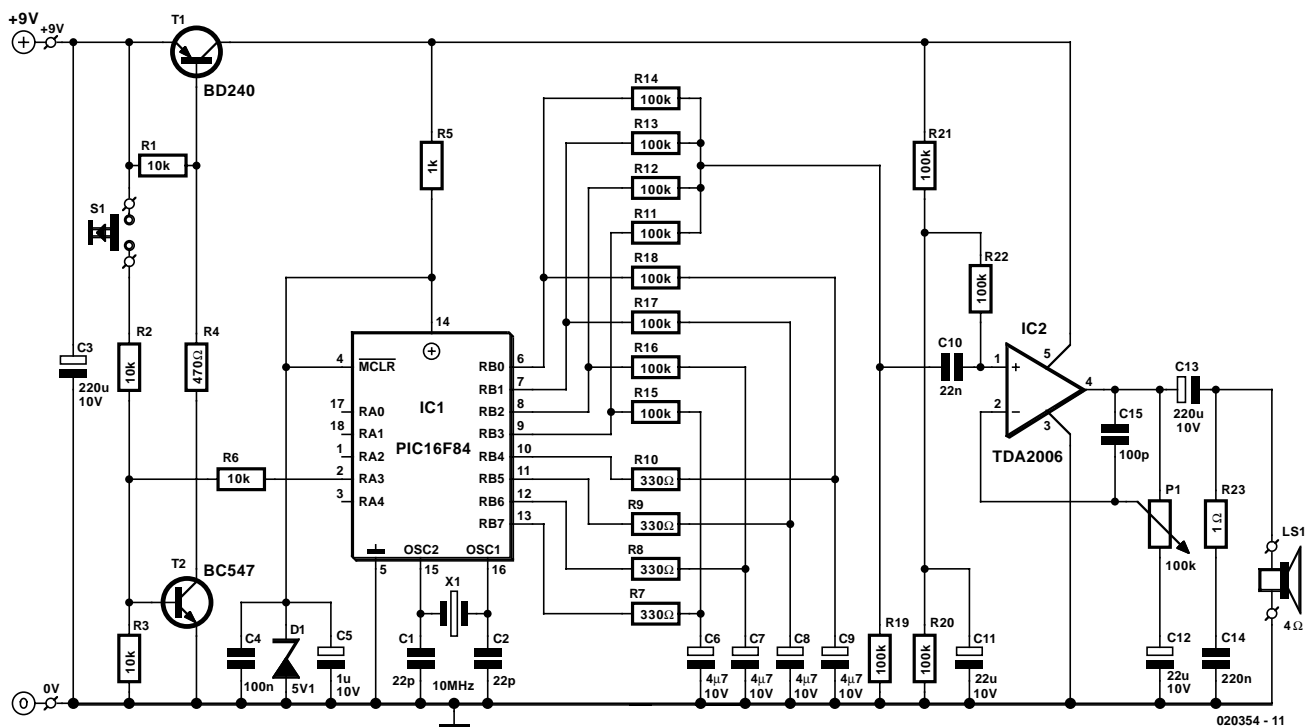 +9V
+9V
T1
BD240
R1
10k
S1
R2
10k
R4
470Ω
C3
220u
10V
R6
10k
T2
BC547
R3
10k
0V
C4
100n
D1
5V1
C5
1u
10V
R5
1k
14
4
MCLR
IC1
PIC16F84
17
RA0
18
RA1
1
RA2
2
RA3
3
RA4
RB0
6
RB1
7
RB2
8
RB3
9
RB4
10
RB5
11
RB6
12
RB7
13
OSC2
OSC1
5
15
16
X1
10MHz
C1
22p
C2
22p
R14
100k
R13
100k
R12
100k
R11
100k
R18
100k
R17
100k
R16
100k
R15
100k
R10
330Ω
R9
330Ω
R8
330Ω
R7
330Ω
C6
4μ7
10V
C7
4μ7
10V
C8
4μ7
10V
C9
4μ7
10V
R19
100k
R20
100k
C11
22u
10V
R21
100k
R22
100k
C10
22n
IC2
TDA2006
1
2
5
4
3
C15
100p
C13
220u
10V
P1
100k
R23
1Ω
C12
22u
10V
C14
220n
LS1
4Ω
020354 - 11